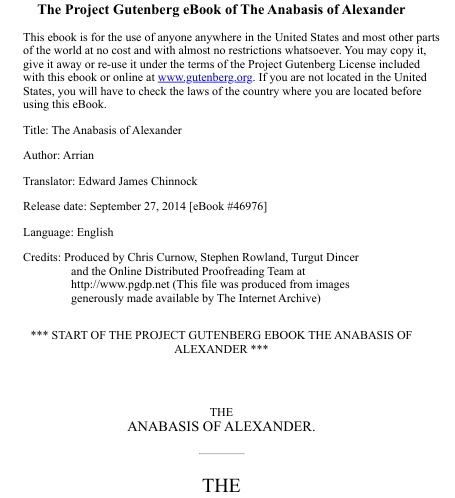 The Project Gutenberg eBook of The Anabasis of Alexander
This ebook is for the use of anyone anywhere in the United States and most other parts
of the world at no cost and with almost no restrictions whatsoever. You may copy it,
give it away or re-use it under the terms of the Project Gutenberg License included
with this ebook or online at www.gutenberg.org. If you are not located in the United
States, you will have to check the laws of the country where you are located before
using this eBook.
Title: The Anabasis of Alexander
Author: Arrian
Translator: Edward James Chinnock
Release date: September 27, 2014 [eBook #46976]
Language: English
Credits: Produced by Chris Curnow, Stephen Rowland, Turgut Dincer
and the Online Distributed Proofreading Team at
http://www.pgdp.net (This file was produced from images
generously made available by The Internet Archive)
*** START OF THE PROJECT GUTENBERG EBOOK THE ANABASIS OF
ALEXANDER ***
THE
ANABASIS OF ALEXANDER.
THE